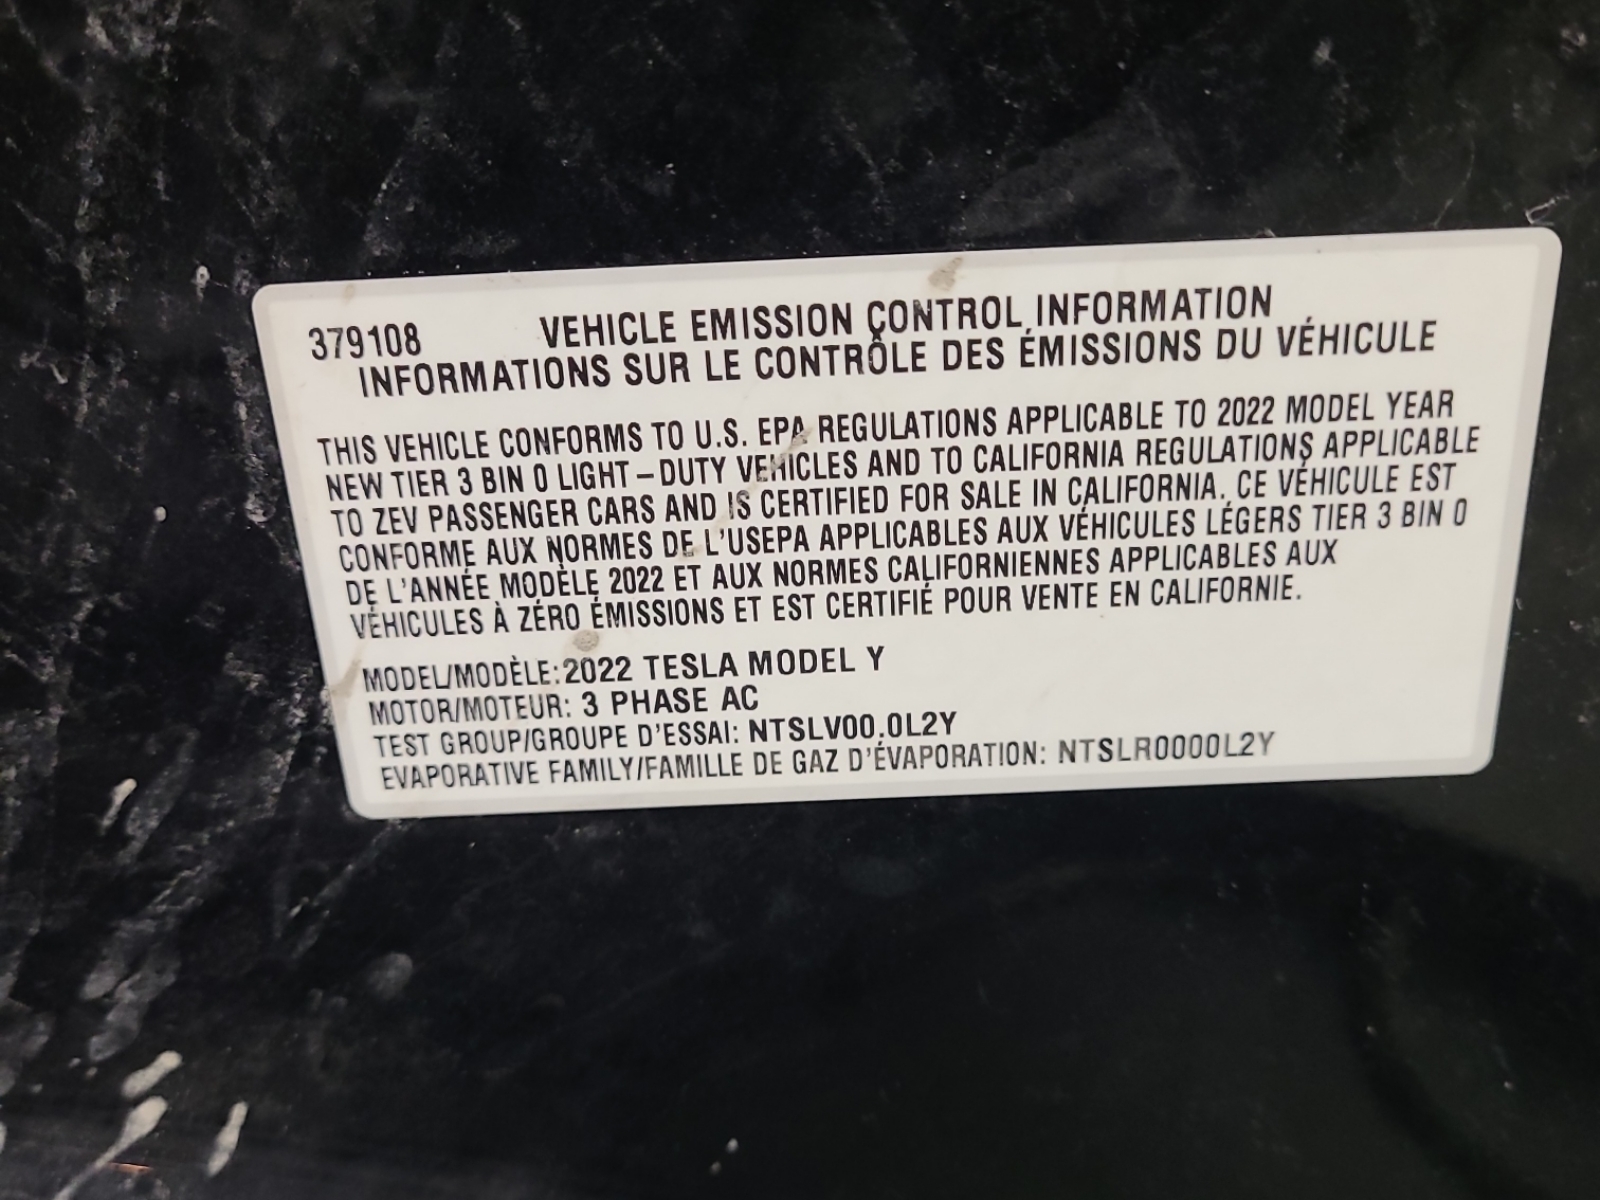 379108 VEHICLE EMISSION CONTROL INFORMATION
INFORMATIONS SUR LE CONTRÔLE DES ÉMISSIONS DU VÉHICULE
THIS VEHICLE CONFORMS TO U.S. EPA REGULATIONS APPLICABLE TO 2022 MODEL YEAR
NEW TIER 3 BIN 0 LIGHT – DUTY VEHICLES AND TO CALIFORNIA REGULATIONS APPLICABLE
TO ZEV PASSENGER CARS AND IS CERTIFIED FOR SALE IN CALIFORNIA. CE VÉHICULE EST
CONFORME AUX NORMES DE L'USEPA APPLICABLES AUX VÉHICULES LÉGERS TIER 3 BIN 0
DE L'ANNÉE MODÈLE 2022 ET AUX NORMES CALIFORNIENNES APPLICABLES AUX
VÉHICULES À ZÉRO ÉMISSIONS ET EST CERTIFIÉ POUR VENTE EN CALIFORNIE.
MODEL/MODÈLE: 2022 TESLA MODEL Y
MOTOR/MOTEUR: 3 PHASE AC
TEST GROUP/GROUPE D'ESSAI: NTSLV00.0L2Y
EVAPORATIVE FAMILY/FAMILLE DE GAZ D'ÉVAPORATION: NTSLR0000L2Y